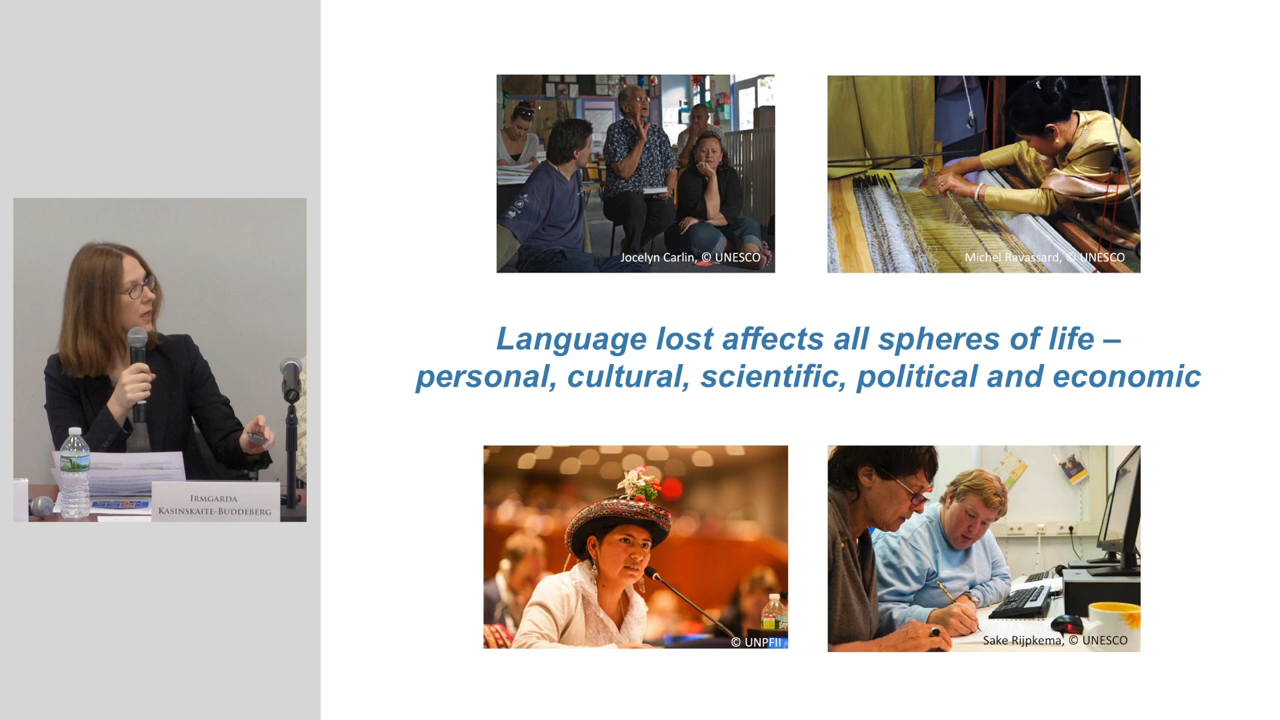 Irmgarda
Kasinskaite-Buddeberg
Jocelyn Carlin, © UNESCO
Michel Ravassard, © UNESCO
Language lost affects all spheres of life –
personal, cultural, scientific, political and economic
© UNPFII
Sake Rijpkema, © UNESCO